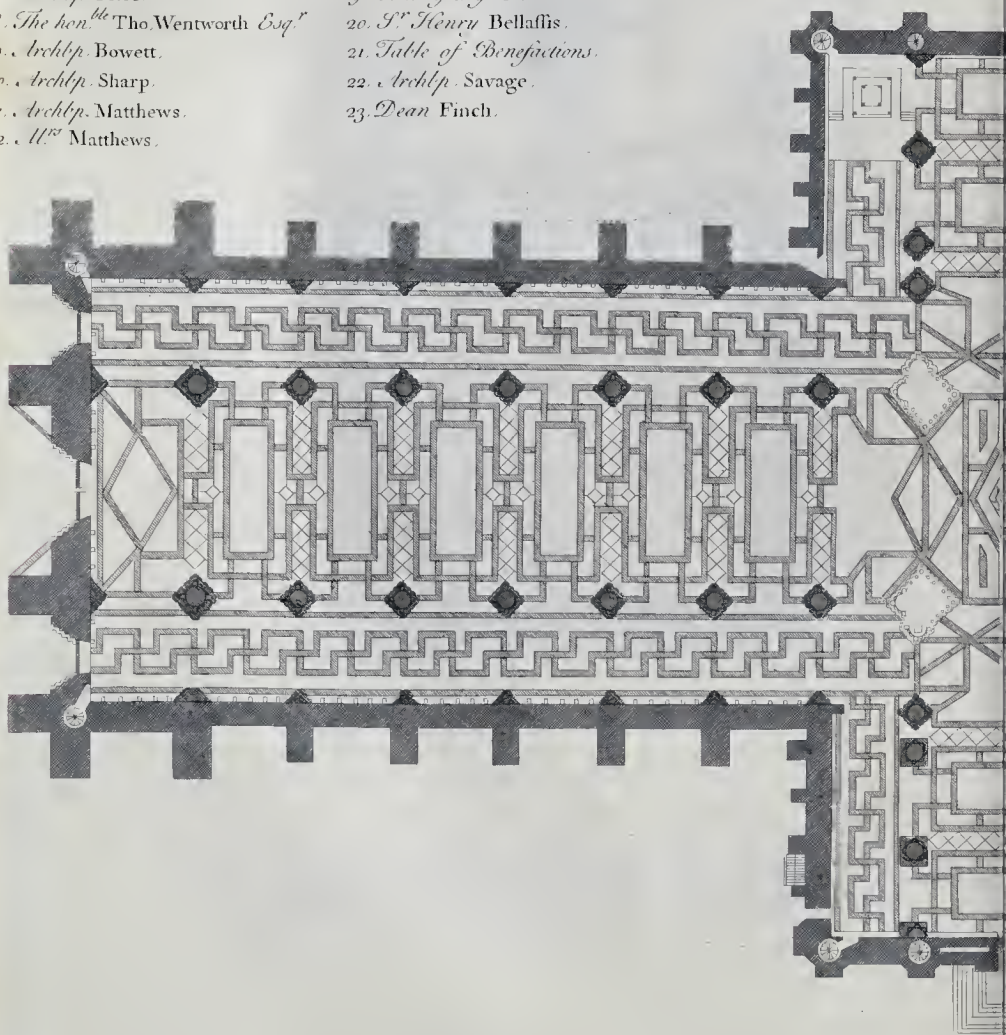 The hon.ble Tho. Wentworth Esq.r
Archbp. Bowett.
Archbp. Sharp.
Archbp. Matthews.
2. M.rs Matthews.
20. S.r Henry Bellassis.
21. Table of Benefactions.
22. Archbp. Savage.
23. Dean Finch.